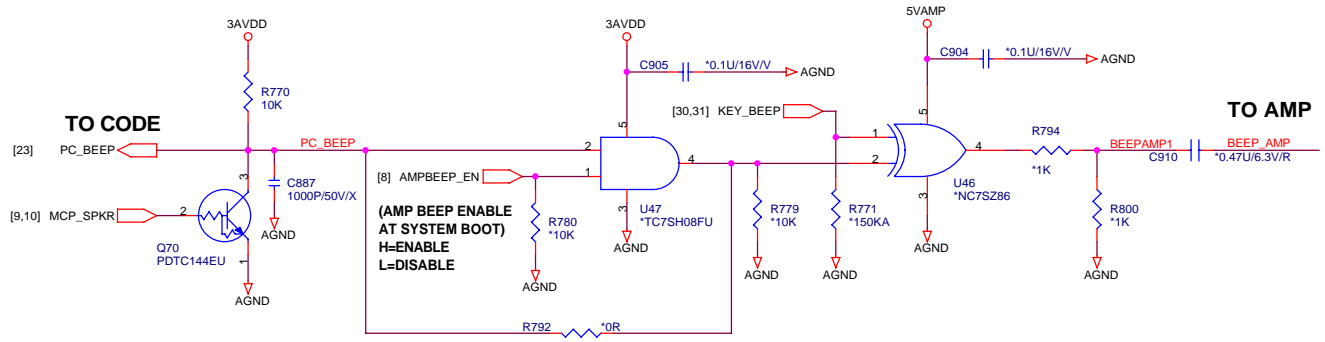 3AVDD
3AVDD
5VAMP
C905
*0.1U/16V/V
AGND
C904
*0.1U/16V/V
AGND
R770
10K
[30,31] KEY_BEEP
TO CODE
TO AMP
[23] PC_BEEP
PC_BEEP
5
2
4
1
5
1
2
4
3
R794
*1K
BEEPAMP1
C910
BEEP_AMP
*0.47U/6.3V/R
3
C887
1000P/50V/X
[8] AMPBEEP_EN
U46
*NC7SZ86
[9,10] MCP_SPKR
2
AGND
(AMP BEEP ENABLE
AT SYSTEM BOOT)
H=ENABLE
L=DISABLE
R780
*10K
3
U47
*TC7SH08FU
R779
*10K
R771
*150KA
R800
*1K
Q70
PDTC144EU
1
AGND
AGND
AGND
AGND
AGND
AGND
AGND
R792
*0R